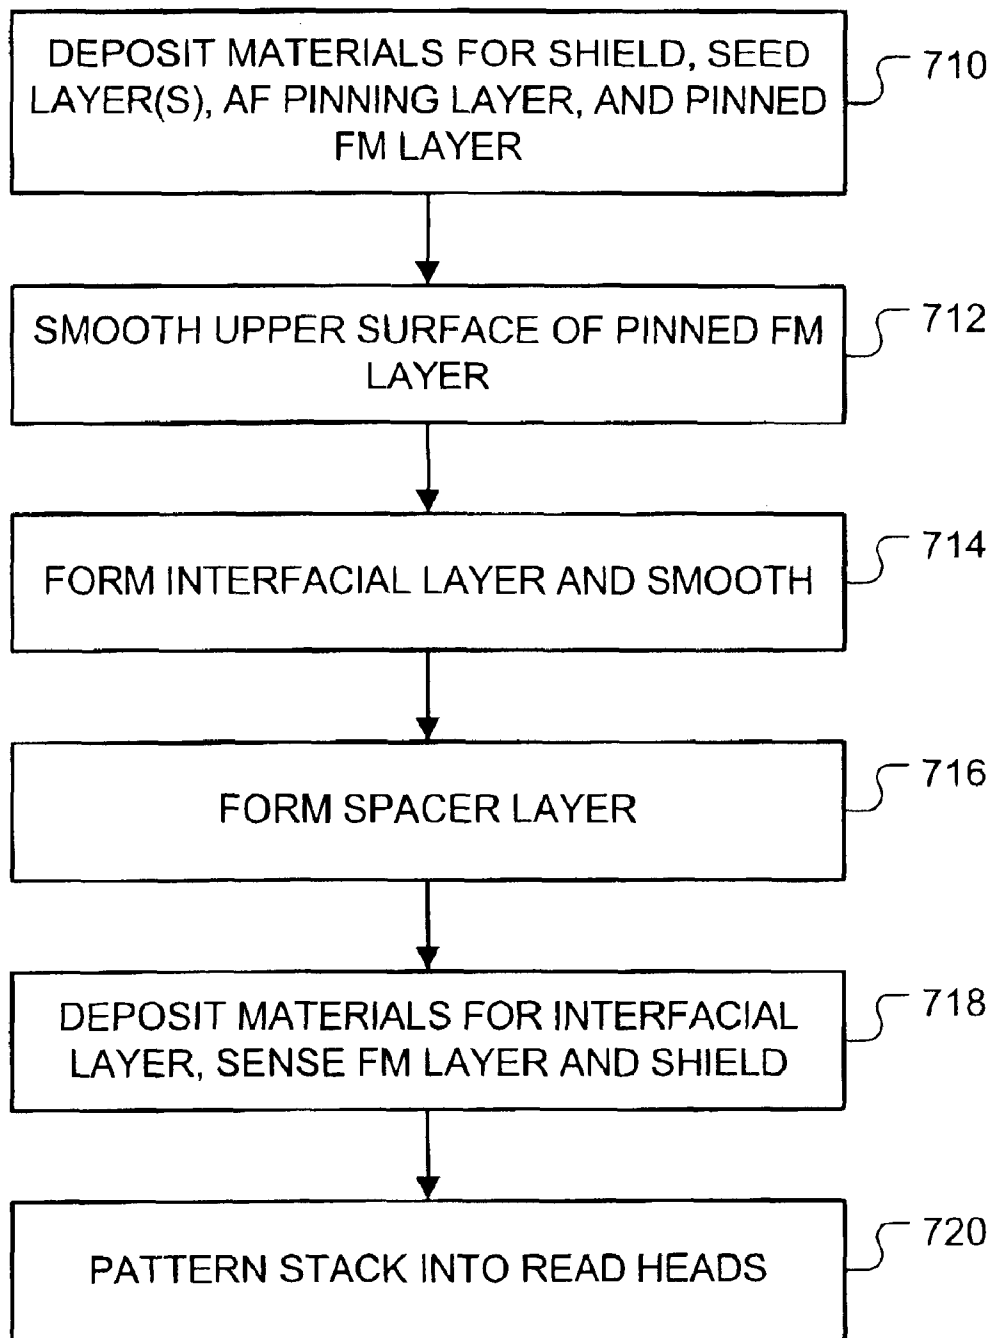 DEPOSIT MATERIALS FOR SHIELD, SEED
LAYER(S), AF PINNING LAYER, AND PINNED
FM LAYER
710
SMOOTH UPPER SURFACE OF PINNED FM
LAYER
712
FORM INTERFACIAL LAYER AND SMOOTH
714
FORM SPACER LAYER
716
DEPOSIT MATERIALS FOR INTERFACIAL
LAYER, SENSE FM LAYER AND SHIELD
718
PATTERN STACK INTO READ HEADS
720